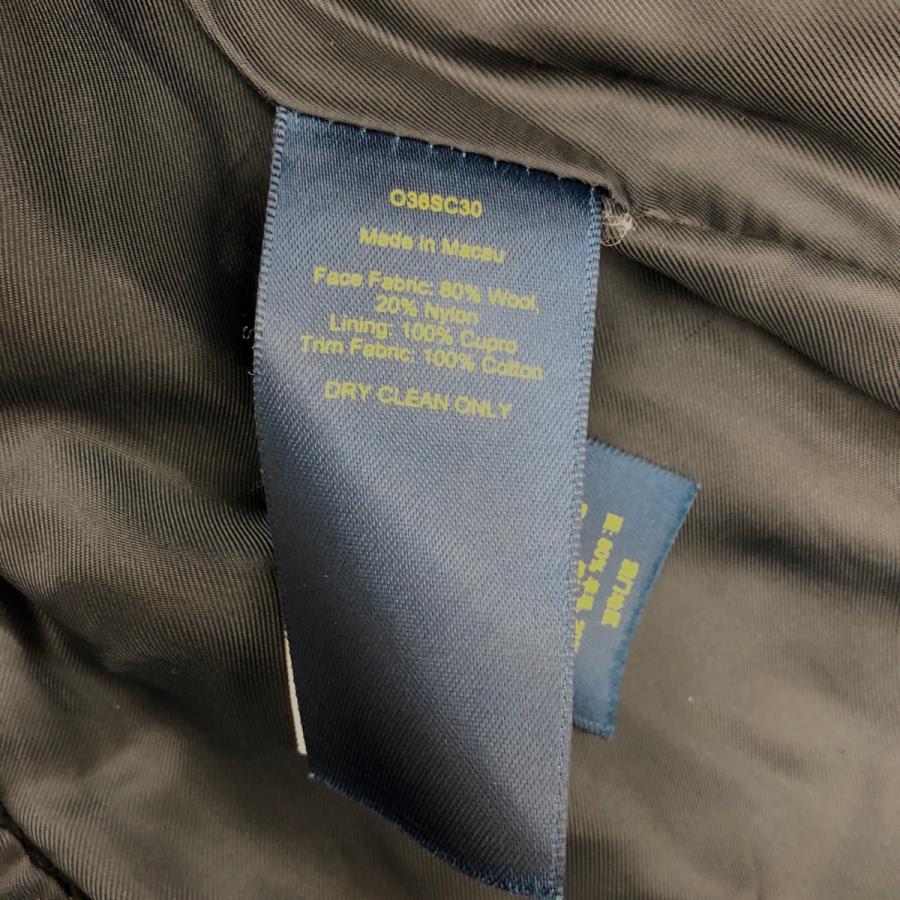 O36SC30
Made in Macau
Face Fabric: 80% Wool,
20% Nylon
Lining: 100% Cupro
Trim Fabric: 100% Cotton
DRY CLEAN ONLY
80%